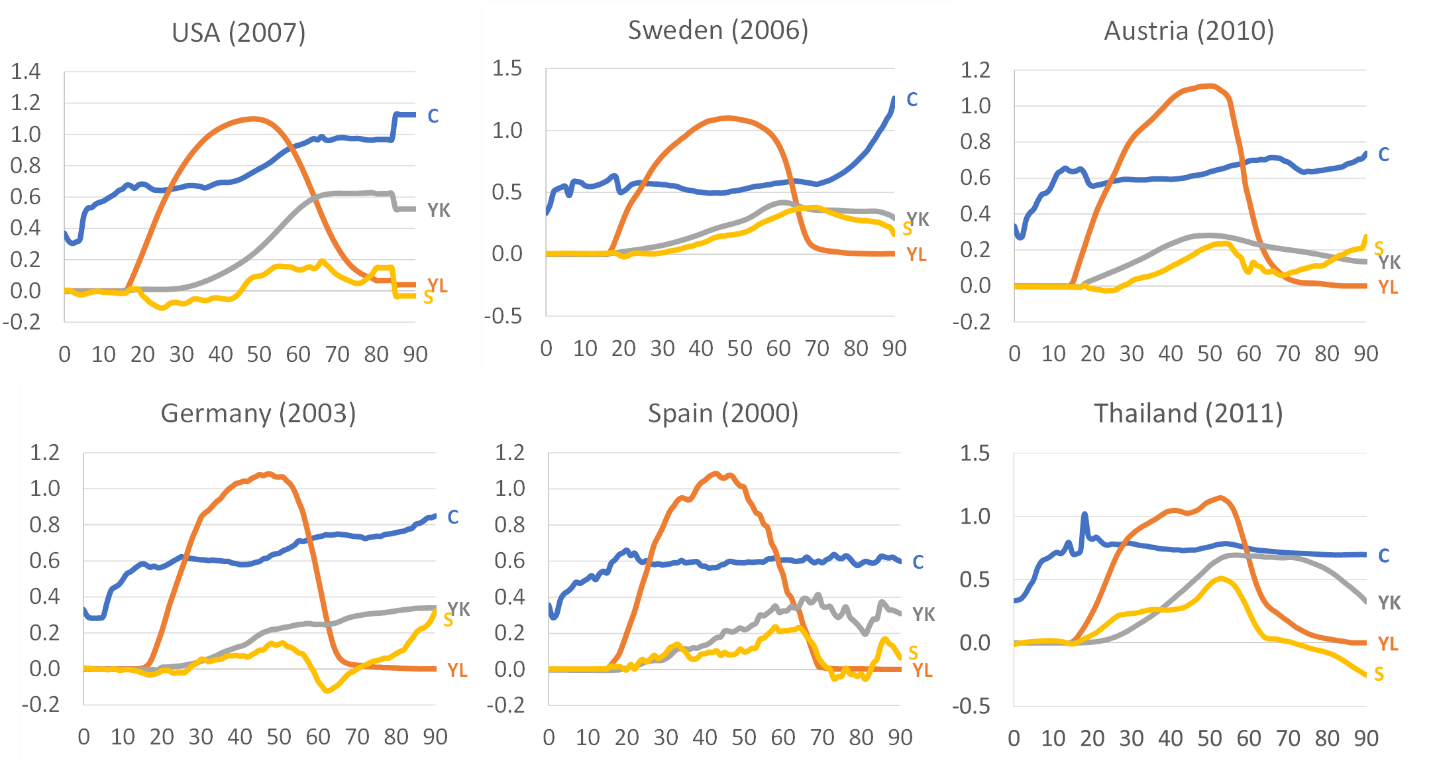 USA (2007)
1.4
1.2
1.0
0.8
0.6
0.4
0.2
0.0
-0.2
C
YK
YL
S
0 10 20 30 40 50 60 70 80 90
Sweden (2006)
1.5
1.0
0.5
0.0
-0.5
C
YK
S
YL
0 10 20 30 40 50 60 70 80 90
Austria (2010)
1.2
1.0
0.8
0.6
0.4
0.2
0.0
-0.2
C
S
YK
YL
0 10 20 30 40 50 60 70 80 90
Germany (2003)
1.2
1.0
0.8
0.6
0.4
0.2
0.0
-0.2
C
YK
S
YL
0 10 20 30 40 50 60 70 80 90
Spain (2000)
1.2
1.0
0.8
0.6
0.4
0.2
0.0
-0.2
C
YK
S
YL
0 10 20 30 40 50 60 70 80 90
Thailand (2011)
1.5
1.0
0.5
0.0
-0.5
C
YK
YL
S
0 10 20 30 40 50 60 70 80 90